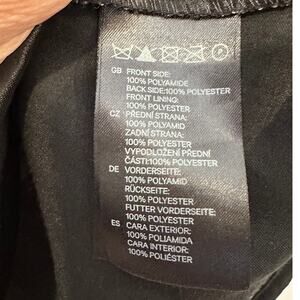 GB FRONT SIDE:
100% POLYAMIDE
BACK SIDE:100% POLYESTER
FRONT LINING:
100% POLYESTER
CZ PŘEDNÍ STRANA:
100% POLYAMID
ZADNÍ STRANA:
100% POLYESTER
VYPODLOŽENÍ PŘEDNÍ
ČÁSTI:100% POLYESTER
DE VORDERSEITE:
100% POLYAMID
RÜCKSEITE:
100% POLYESTER
FUTTER VORDERSEITE:
100% POLYESTER
ES CARA EXTERIOR:
100% POLIAMIDA
CARA INTERIOR:
100% POLIÉSTER